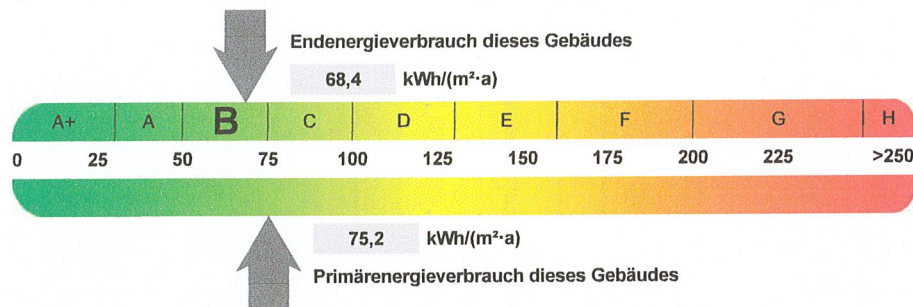 Endenergieverbrauch dieses Gebäudes
68,4 kWh/(m²·a)
A+ A B C D E F G H
0 25 50 75 100 125 150 175 200 225 >250
75,2 kWh/(m²·a)
Primärenergieverbrauch dieses Gebäudes